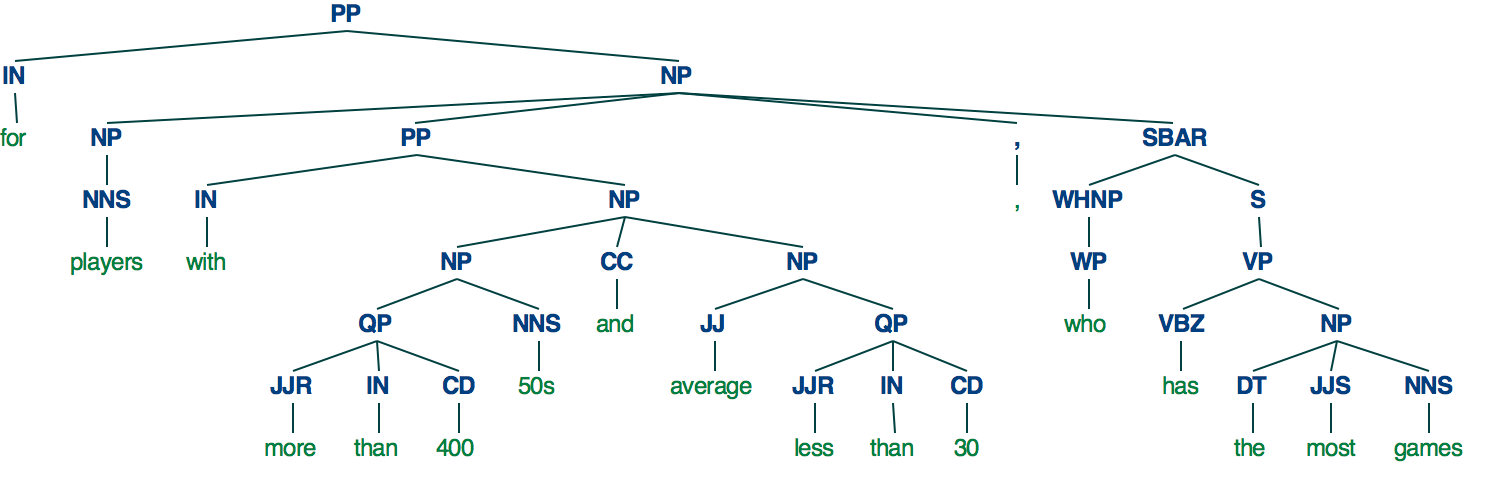 PP
IN NP
for NP PP , SBAR
NNS IN NP , WHNP S
players with NP CC NP WP VP
QP NNS and JJ QP who VBZ NP
JJR IN CD 50s average JJR IN CD has DT JJS NNS
more than 400 less than 30 the most games